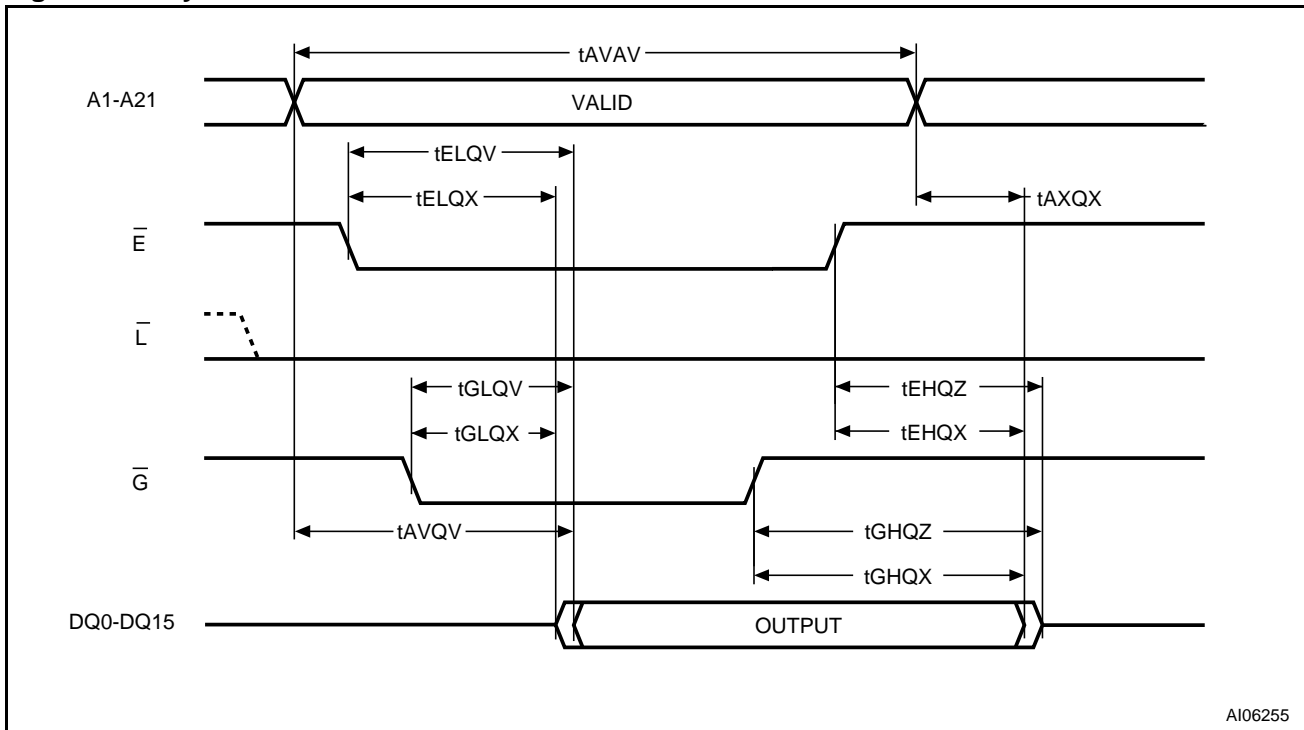 tAVAV
A1-A21
VALID
tELQV
tELQX
tAXQX
E̅
L̅
tGLQV
tEHQZ
tGLQX
tEHQX
G̅
tAVQV
tGHQZ
tGHQX
DQ0-DQ15
OUTPUT
AI06255